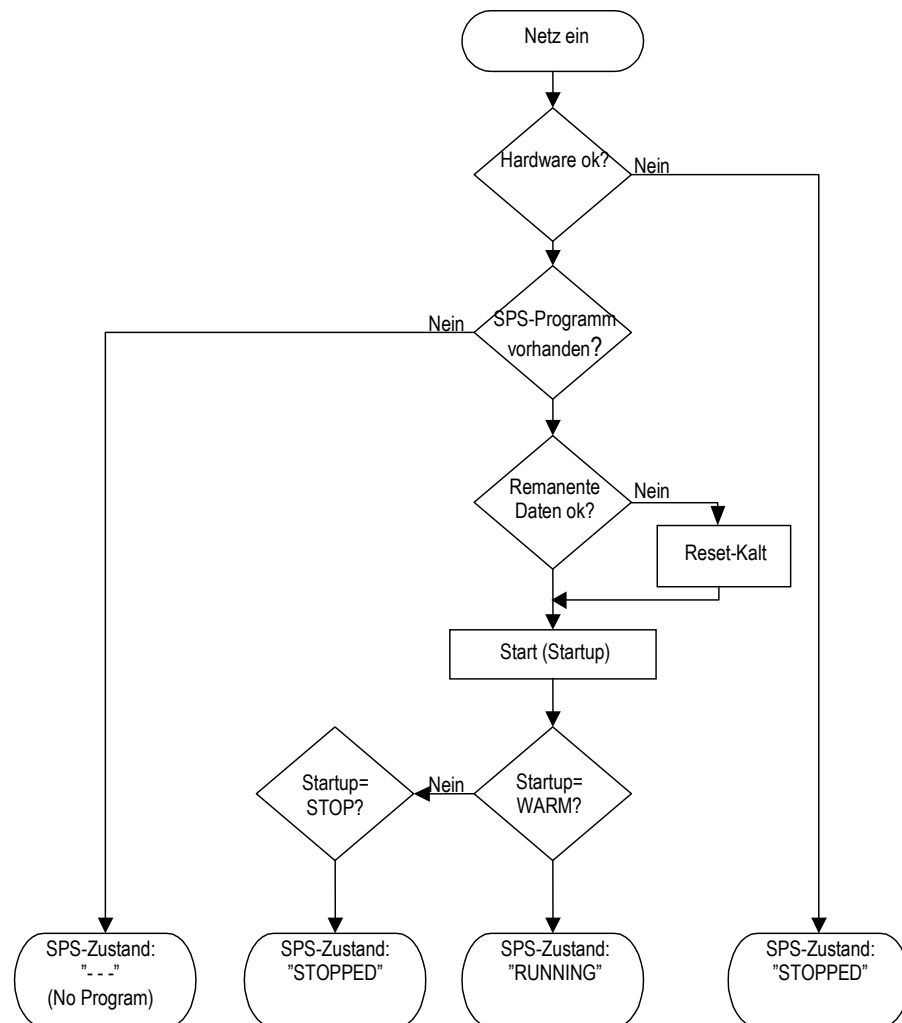 Netz ein
Hardware ok?
Nein
Nein
SPS-Programm
vorhanden?
Remanente
Daten ok?
Nein
Reset-Kalt
Start (Startup)
Startup=
STOP?
Nein
Startup=
WARM?
SPS-Zustand:
"- - -"
(No Program)
SPS-Zustand:
"STOPPED"
SPS-Zustand:
"RUNNING"
SPS-Zustand:
"STOPPED"